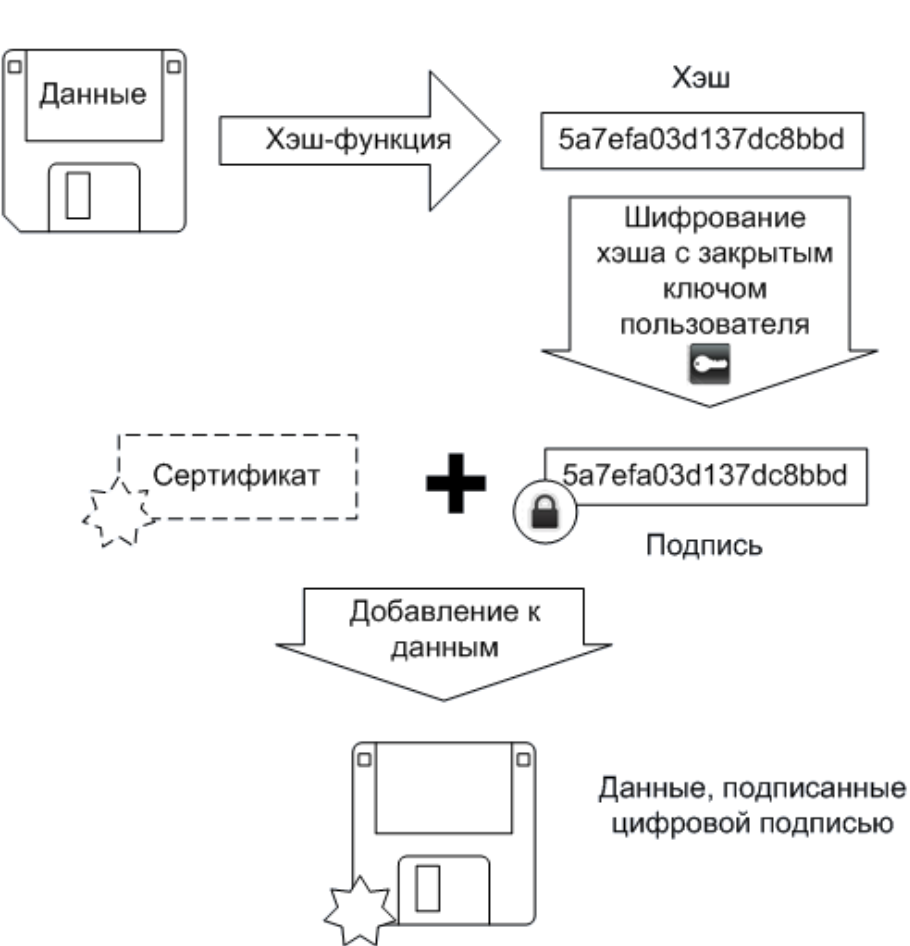 Данные
Хэш-функция
Хэш
5a7efa03d137dc8bbd
Шифрование
хэша с закрытым
ключом
пользователя
Сертификат
5a7efa03d137dc8bbd
Подпись
Добавление к
данным
Данные, подписанные
цифровой подписью